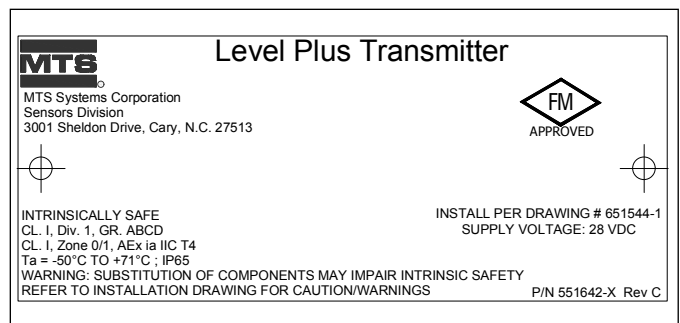 MTS
Level Plus Transmitter
MTS Systems Corporation
Sensors Division
3001 Sheldon Drive, Cary, N.C. 27513
FM
APPROVED
INTRINSICALLY SAFE
CL. I, Div. 1, GR. ABCD
CL. I, Zone 0/1, AEx ia IIC T4
Ta = -50°C TO +71°C ; IP65
INSTALL PER DRAWING # 651544-1
SUPPLY VOLTAGE: 28 VDC
WARNING: SUBSTITUTION OF COMPONENTS MAY IMPAIR INTRINSIC SAFETY
REFER TO INSTALLATION DRAWING FOR CAUTION/WARNINGS
P/N 551642-X Rev C